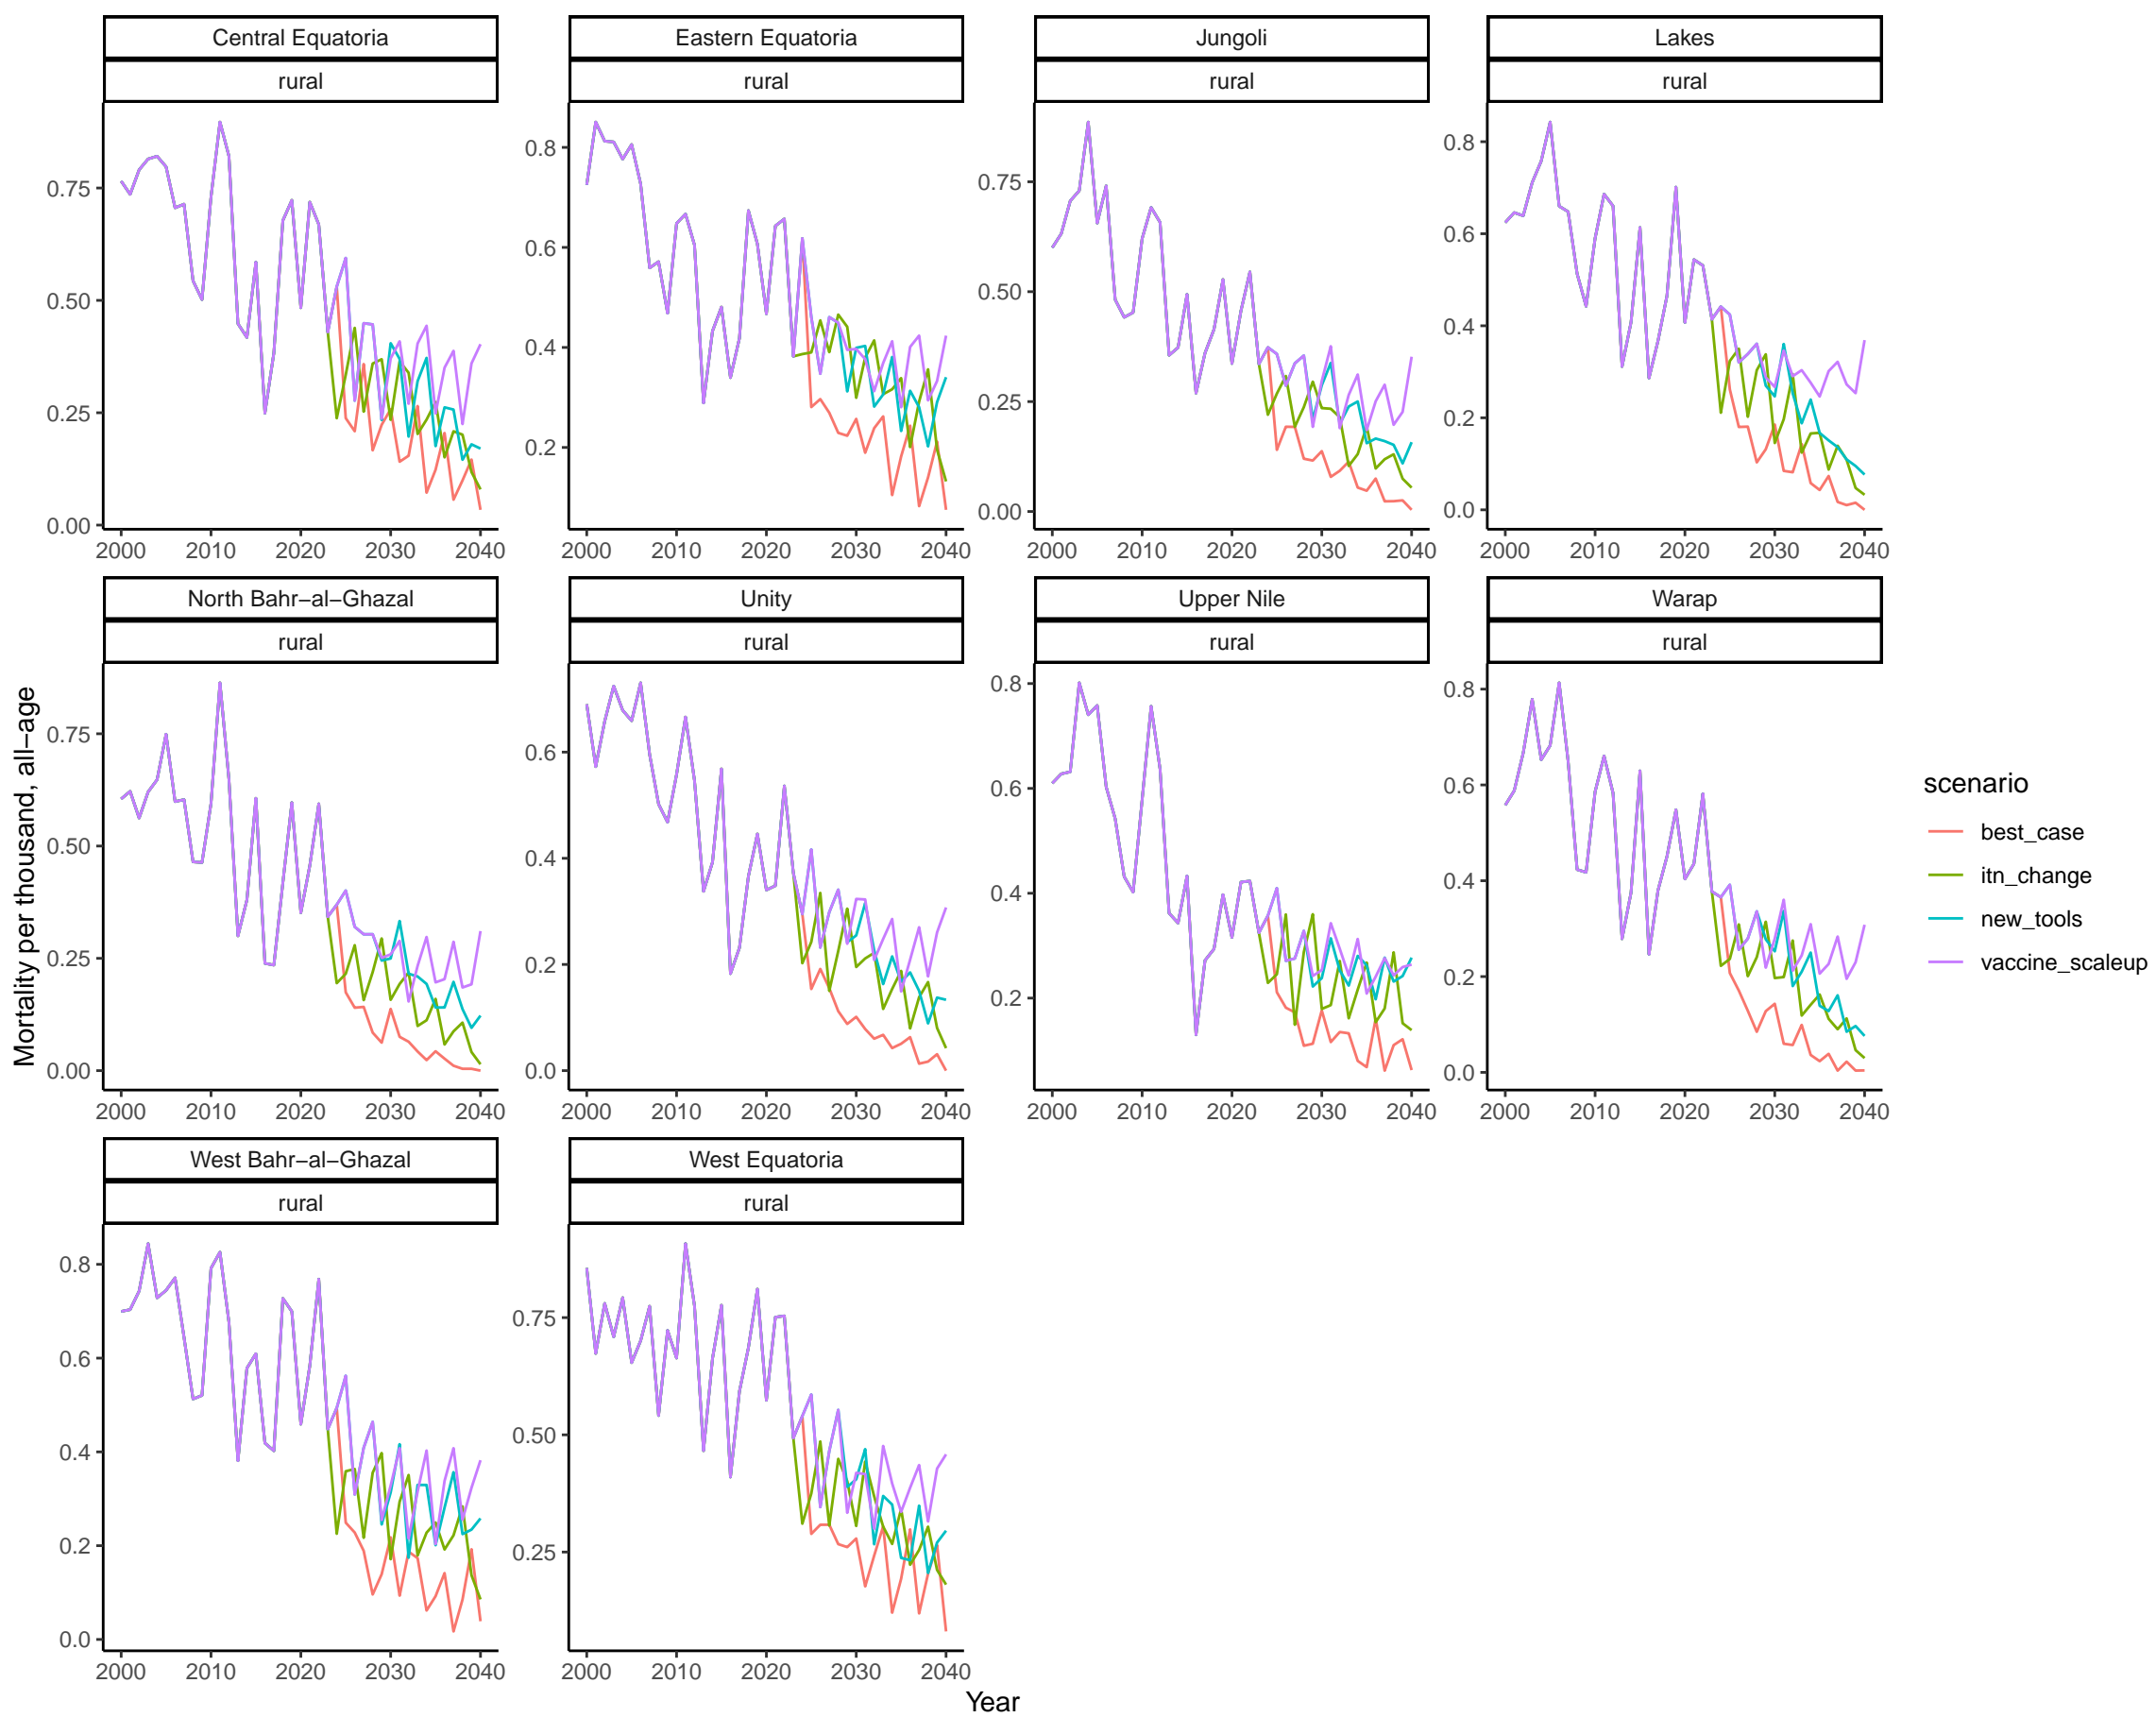 Central Equatoria
Eastern Equatoria
Jungoli
Lakes
rural
rural
rural
rural
0.75
0.50
0.25
0.00
0.8
0.6
0.4
0.2
0.75
0.50
0.25
0.00
0.8
0.6
0.4
0.2
0.0
2000 2010 2020 2030 2040
2000 2010 2020 2030 2040
2000 2010 2020 2030 2040
2000 2010 2020 2030 2040
North Bahr−al−Ghazal
Unity
Upper Nile
Warap
rural
rural
rural
rural
Mortality per thousand, all−age
0.75
0.50
0.25
0.00
0.6
0.4
0.2
0.0
0.8
0.6
0.4
0.2
0.8
0.6
0.4
0.2
0.0
2000 2010 2020 2030 2040
2000 2010 2020 2030 2040
2000 2010 2020 2030 2040
2000 2010 2020 2030 2040
scenario
best_case
itn_change
new_tools
vaccine_scaleup
West Bahr−al−Ghazal
West Equatoria
rural
rural
0.8
0.6
0.4
0.2
0.0
0.75
0.50
0.25
2000 2010 2020 2030 2040
2000 2010 2020 2030 2040
Year